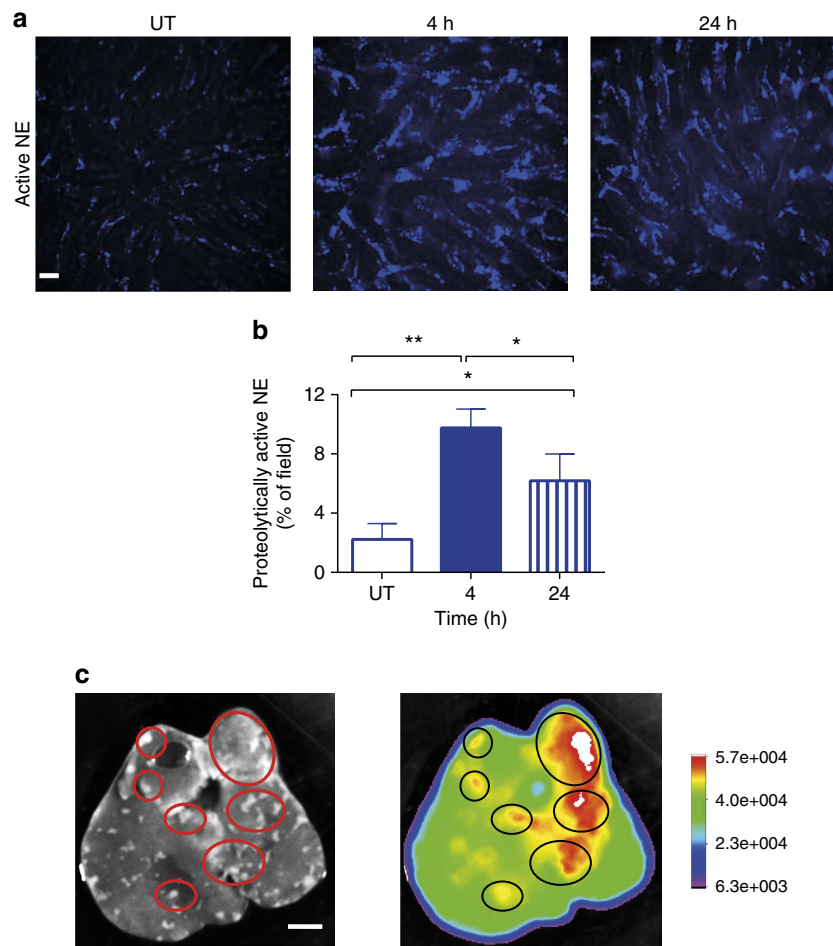 a
UT
4 h
24 h
Active NE
b
**
*
*
Proteolytically active NE
(% of field)
12
8
4
0
UT
4
24
Time (h)
c
5.7e+004
4.0e+004
2.3e+004
6.3e+003